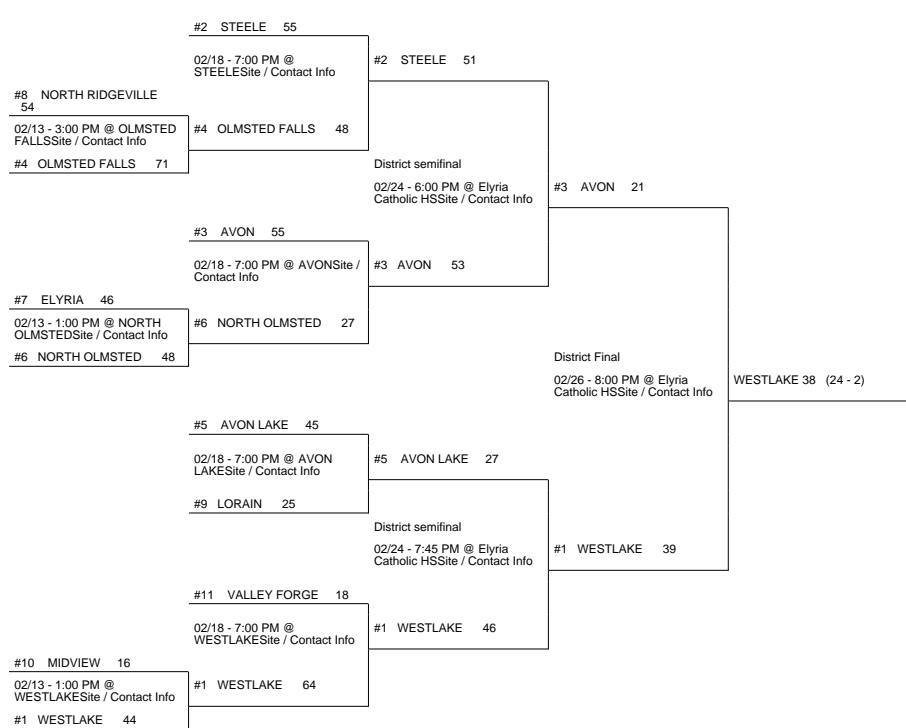 #2 STEELE 55
02/18 - 7:00 PM @
STEELESite / Contact Info
#2 STEELE 51
#8 NORTH RIDGEVILLE
54
02/13 - 3:00 PM @ OLMSTED
FALLSSite / Contact Info
#4 OLMSTED FALLS 48
#4 OLMSTED FALLS 71
District semifinal
02/24 - 6:00 PM @ Elyria
Catholic HSSite / Contact Info
#3 AVON 21
#3 AVON 55
02/18 - 7:00 PM @ AVONSite /
Contact Info
#3 AVON 53
#7 ELYRIA 46
02/13 - 1:00 PM @ NORTH
OLMSTEDSite / Contact Info
#6 NORTH OLMSTED 27
#6 NORTH OLMSTED 48
District Final
02/26 - 8:00 PM @ Elyria
Catholic HSSite / Contact Info
WESTLAKE 38 (24 - 2)
#5 AVON LAKE 45
02/18 - 7:00 PM @ AVON
LAKESite / Contact Info
#5 AVON LAKE 27
#9 LORAIN 25
District semifinal
02/24 - 7:45 PM @ Elyria
Catholic HSSite / Contact Info
#1 WESTLAKE 39
#11 VALLEY FORGE 18
02/18 - 7:00 PM @
WESTLAKESite / Contact Info
#1 WESTLAKE 46
#10 MIDVIEW 16
02/13 - 1:00 PM @
WESTLAKESite / Contact Info
#1 WESTLAKE 64
#1 WESTLAKE 44